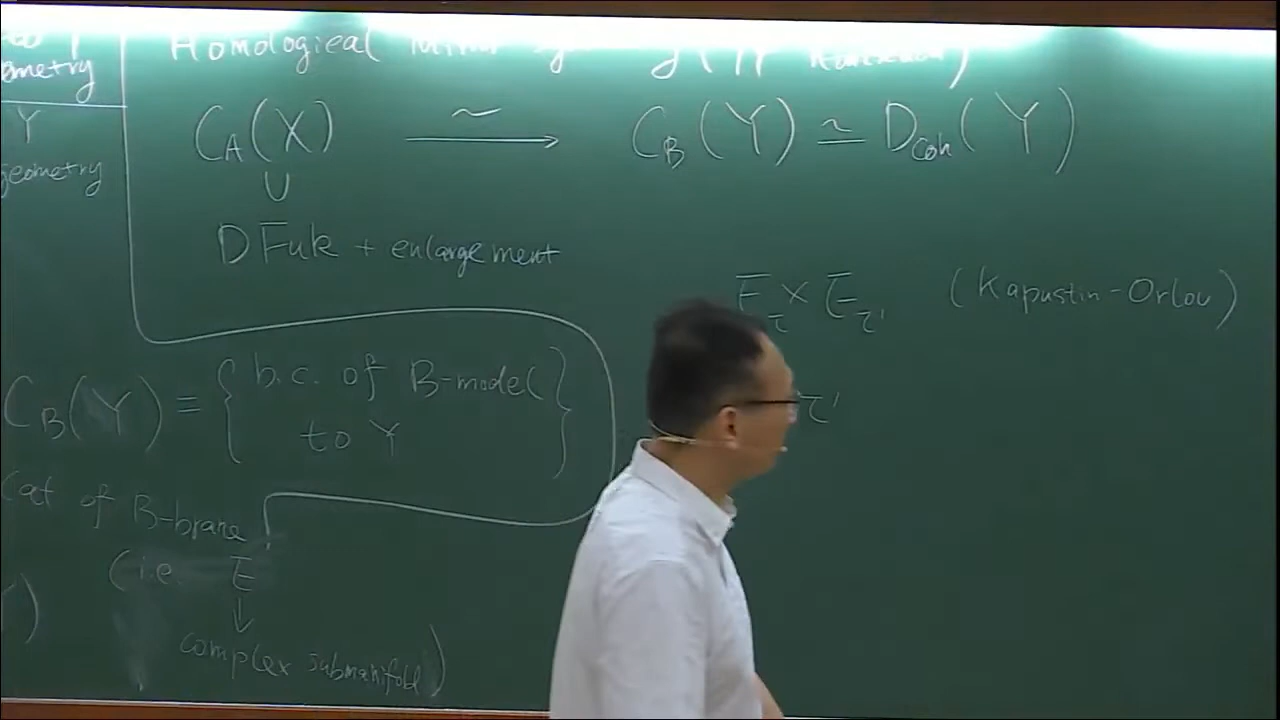 ometry
Y
geometry
Homological
C_A(X) ⟶~ C_B(Y) ≃ D_Coh(Y)
∪
DFuk + enlargement
E_τ × E_τ' (Kapustin-Orlov)
τ'
C_B(Y) ≡ { b.c. of B-model
to Y }
Cat of B-brane
(i.e. E
↓
complex submanifold)